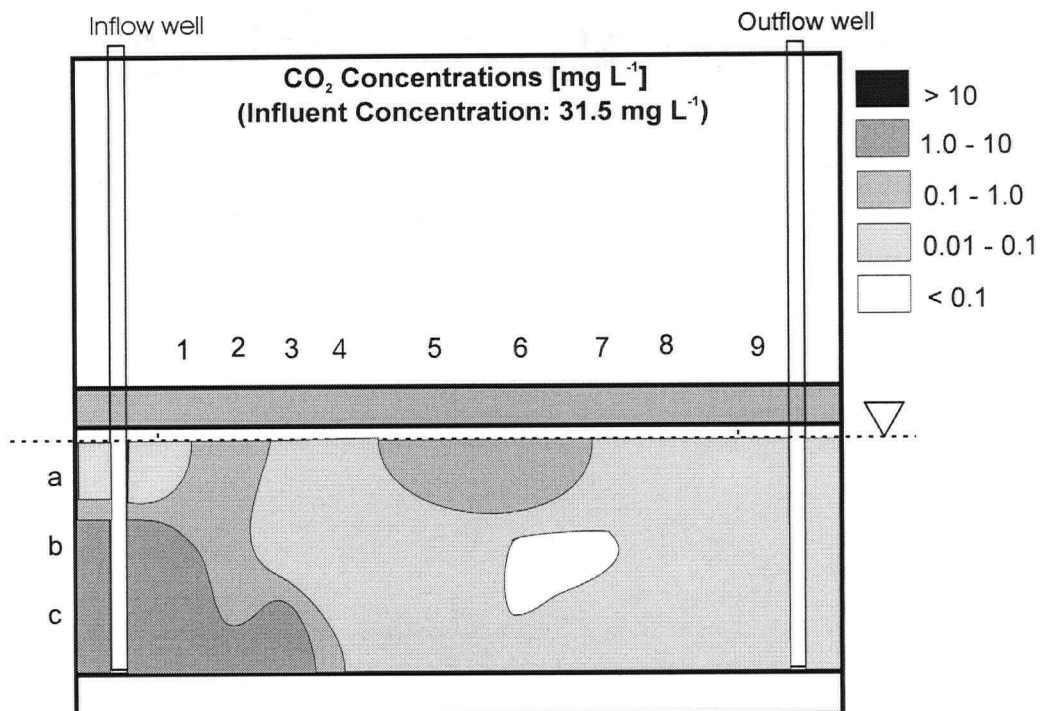 Inflow well
Outflow well
CO₂ Concentrations [mg L⁻¹]
(Influent Concentration: 31.5 mg L⁻¹)
> 10
1.0 - 10
0.1 - 1.0
0.01 - 0.1
< 0.1
1 2 3 4 5 6 7 8 9
a
b
c